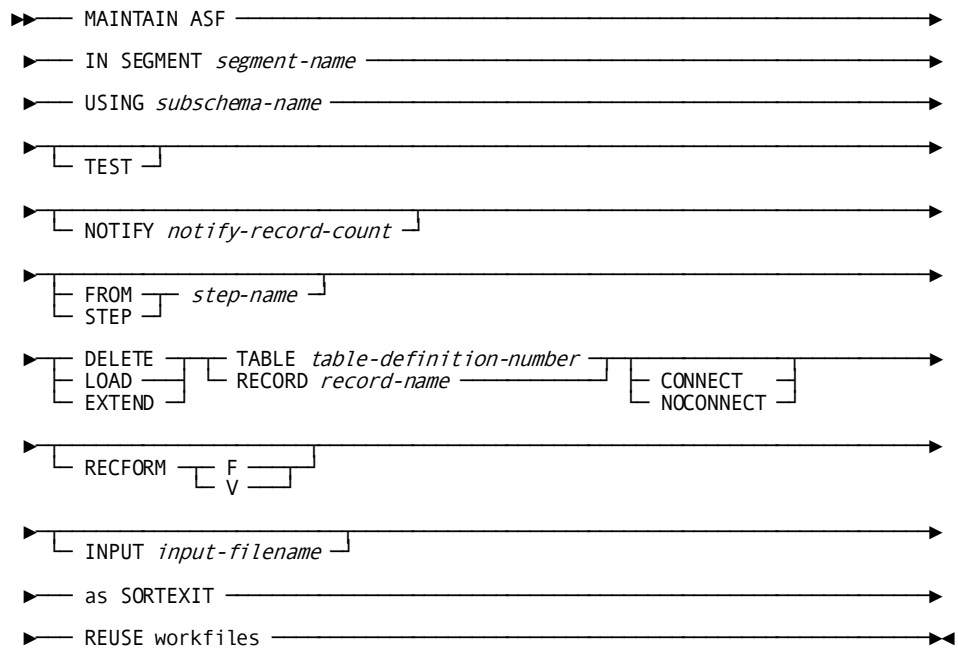 MAINTAIN ASF
IN SEGMENT segment-name
USING subschema-name
TEST
NOTIFY notify-record-count
FROM step-name
STEP
DELETE TABLE table-definition-number
LOAD RECORD record-name CONNECT
EXTEND NOCONNECT
RECFORM F
V
INPUT input-filename
as SORTEXIT
REUSE workfiles